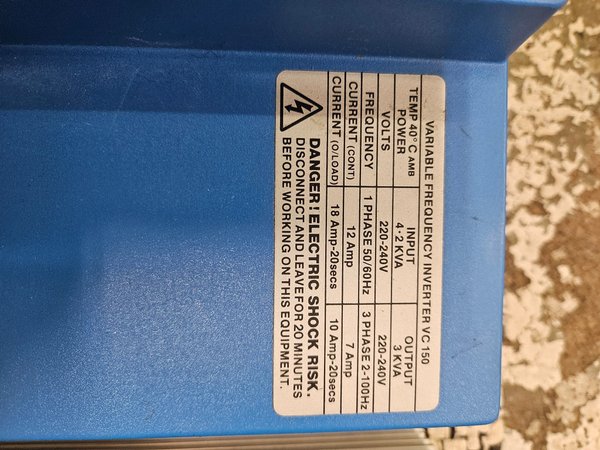 VARIABLE FREQUENCY INVERTER VC 150
TEMP 40°C AMB INPUT OUTPUT
POWER 4·2 KVA 3 KVA
VOLTS 220-240V 220-240V
FREQUENCY 1 PHASE 50/60Hz 3 PHASE 2-100Hz
CURRENT (CONT) 12 Amp 7 Amp
CURRENT (O/LOAD) 18 Amp-20secs 10 Amp-20secs
DANGER! ELECTRIC SHOCK RISK.
DISCONNECT AND LEAVE FOR 20 MINUTES
BEFORE WORKING ON THIS EQUIPMENT.